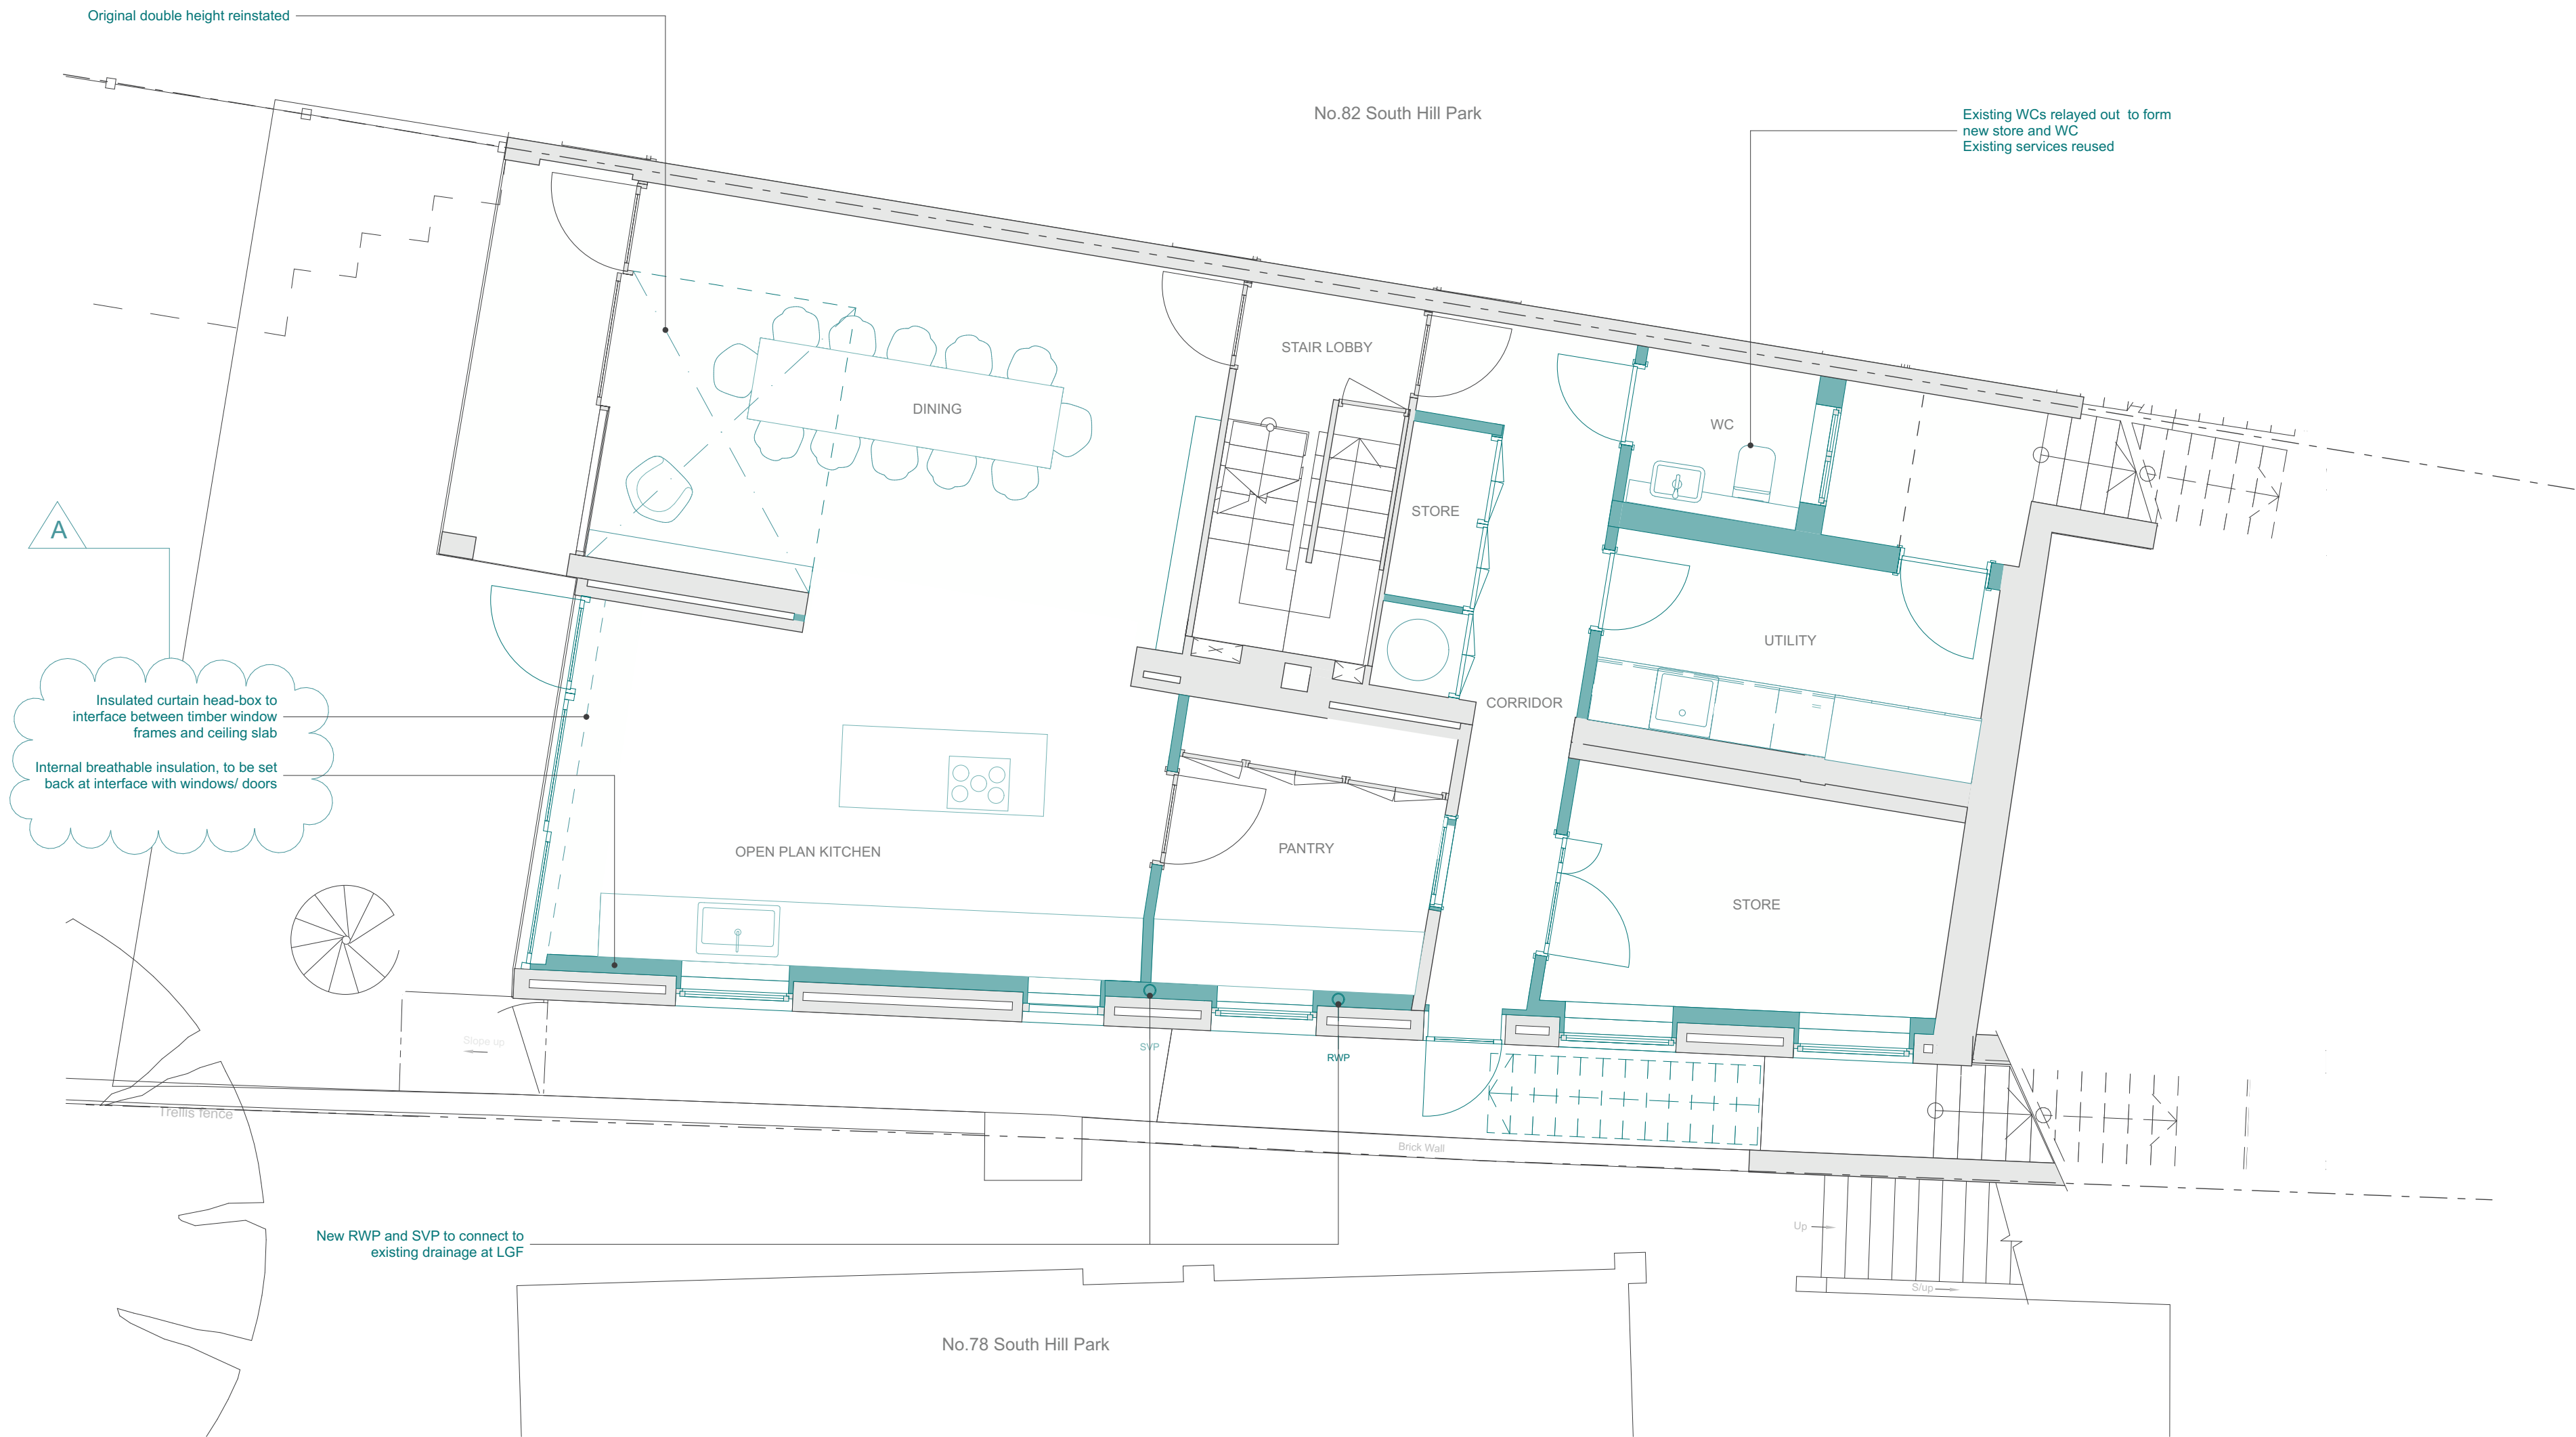 Original double height reinstated
No.82 South Hill Park
Existing WCs relayed out to form
new store and WC
Existing services reused
STAIR LOBBY
DINING
WC
STORE
A
UTILITY
Insulated curtain head-box to
interface between timber window
frames and ceiling slab
Internal breathable insulation, to be set
back at interface with windows/ doors
CORRIDOR
OPEN PLAN KITCHEN
PANTRY
STORE
Slope up
SVP
RWP
Trellis fence
Brick Wall
New RWP and SVP to connect to
existing drainage at LGF
Up
S/up
No.78 South Hill Park